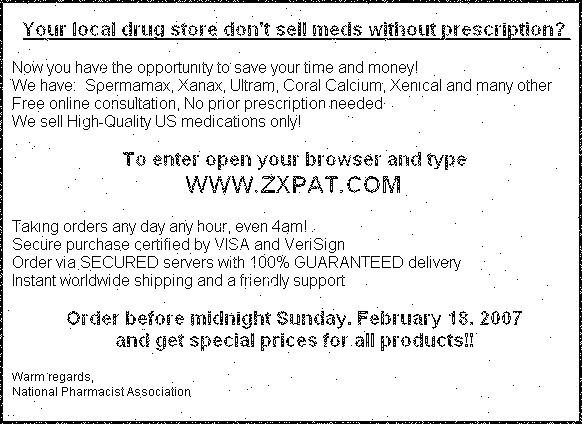 Your local drug store don't sell meds without prescription?
Now you have the opportunity to save your time and money!
We have: Spermamax, Xanax, Ultram, Coral Calcium, Xenical and many other
Free online consultation, No prior prescription needed
We sell High-Quality US medications only!
To enter open your browser and type
WWW.ZXPAT.COM
Taking orders any day any hour, even 4am!
Secure purchase certified by VISA and VeriSign
Order via SECURED servers with 100% GUARANTEED delivery
Instant worldwide shipping and a friendly support
Order before midnight Sunday, February 18, 2007
and get special prices for all products!!
Warm regards,
National Pharmacist Association